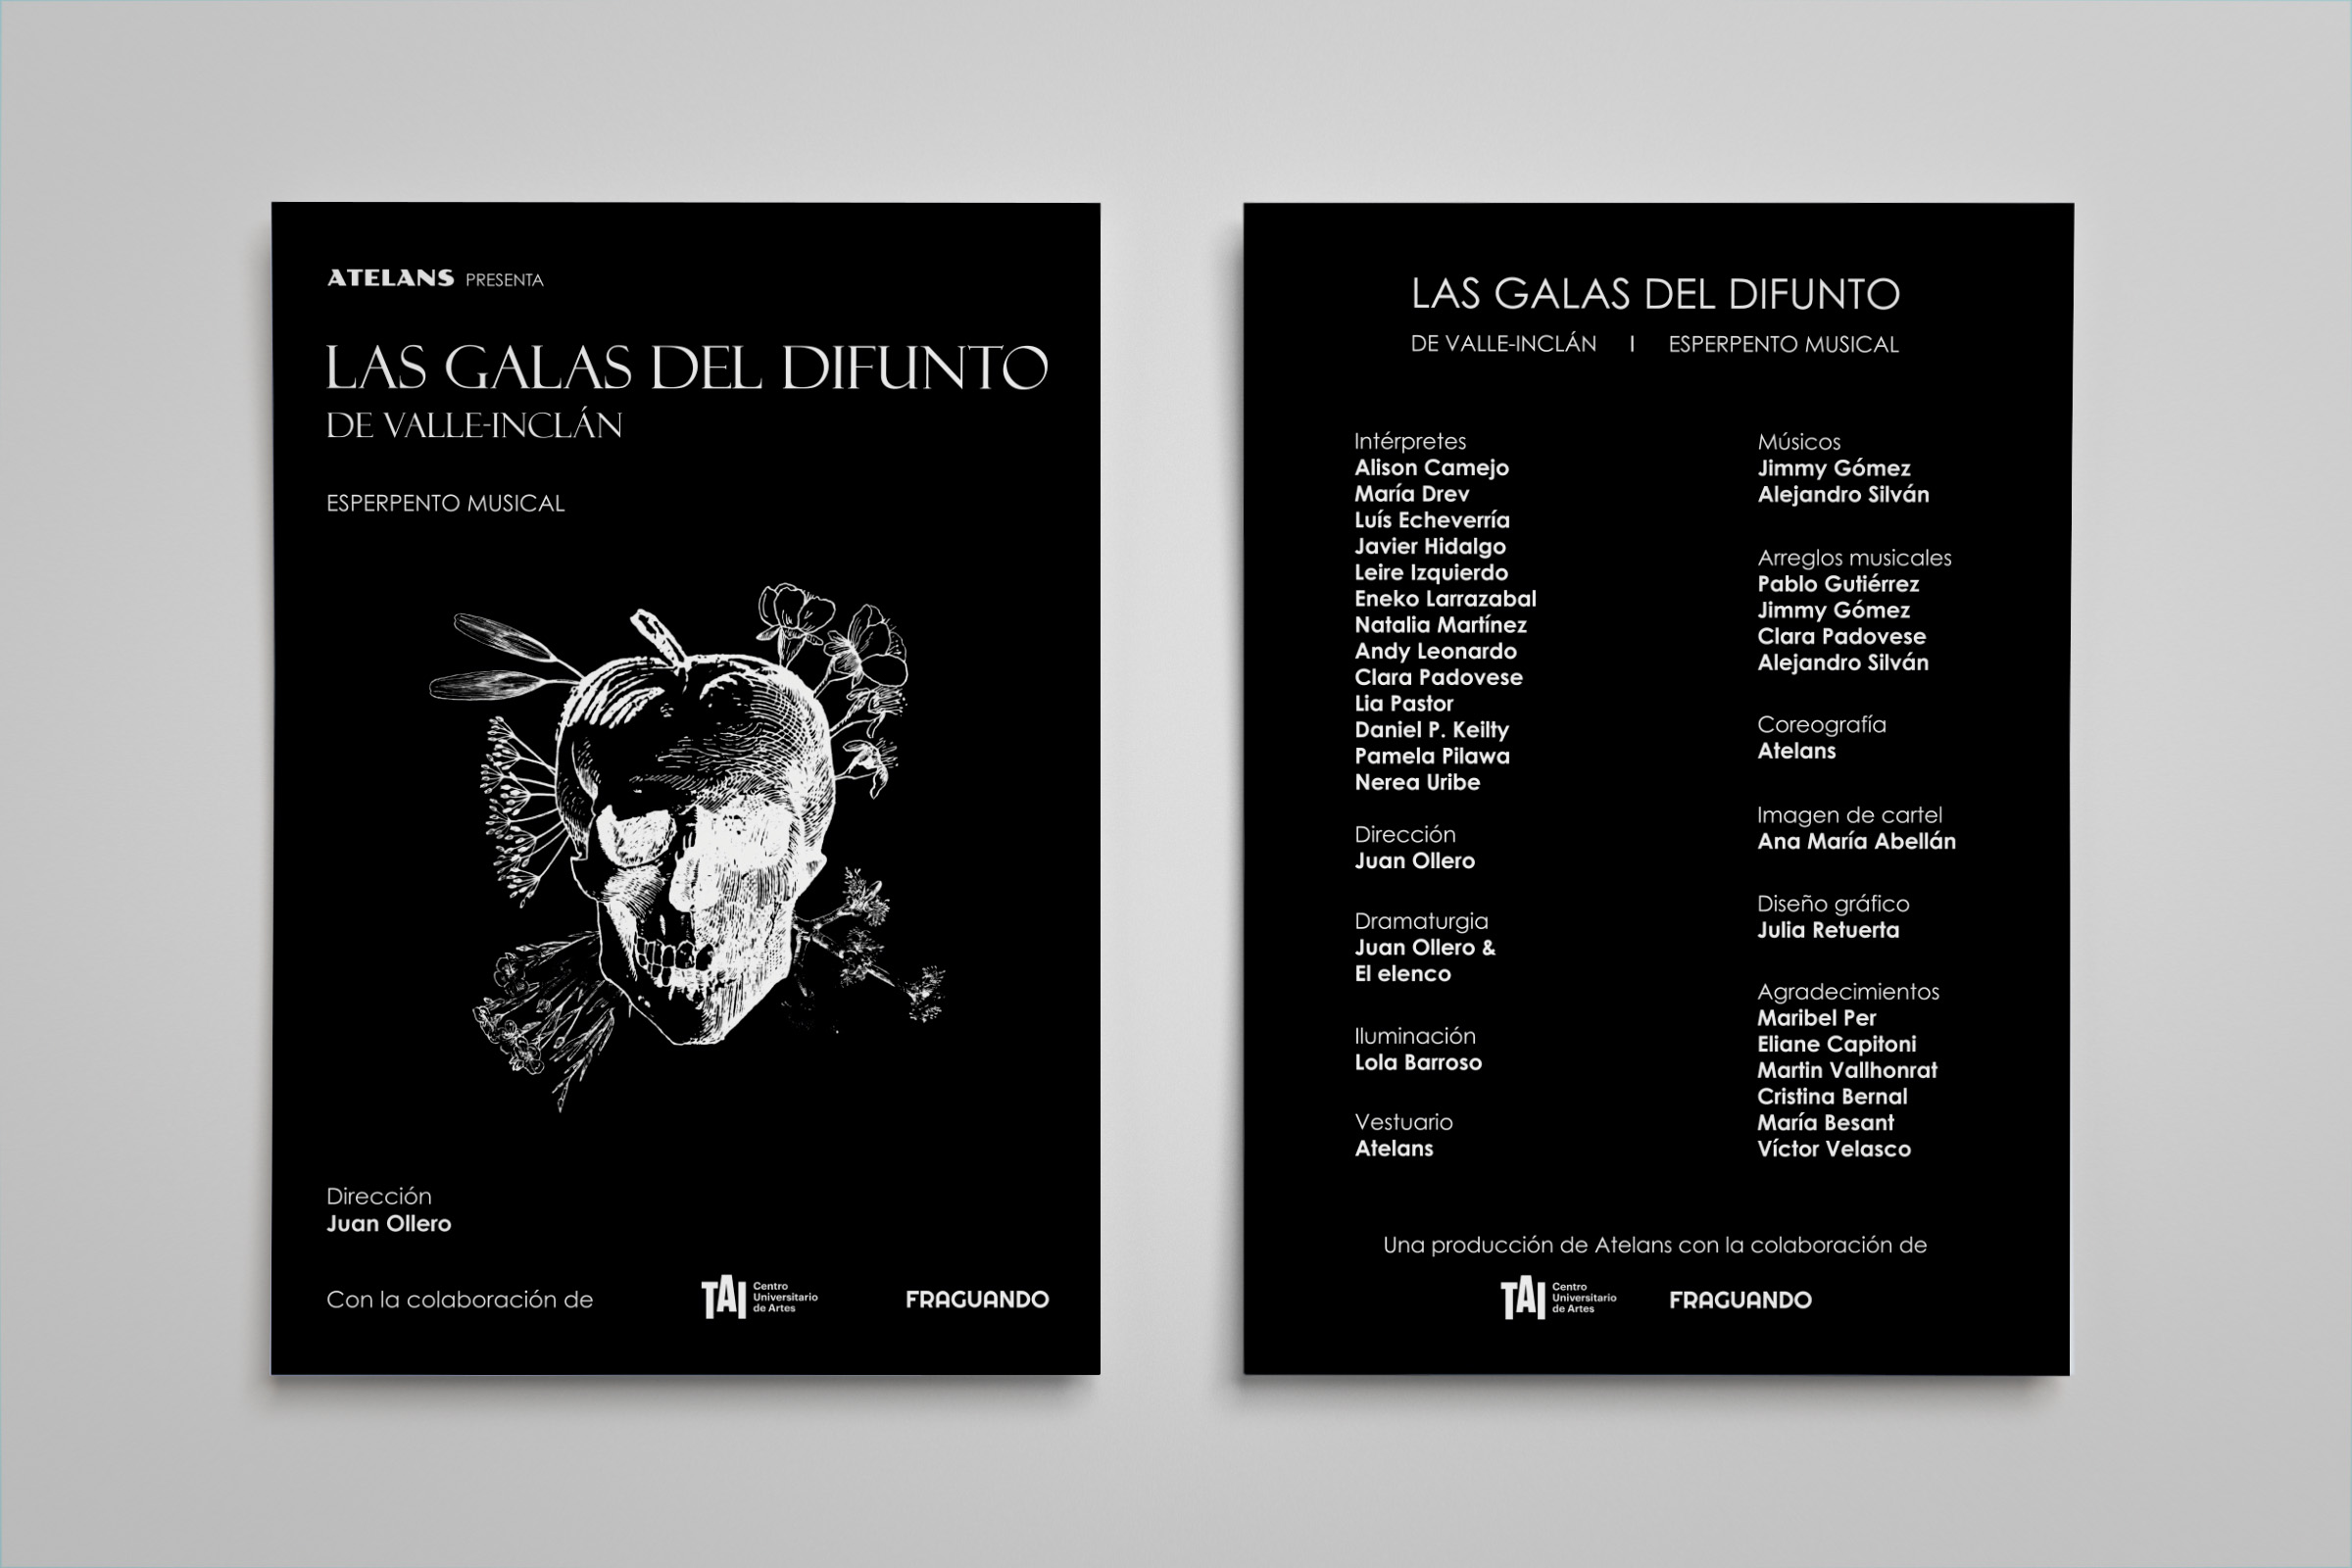 ATELANS PRESENTA
LAS GALAS DEL DIFUNTO
DE VALLE-INCLÁN
ESPERPENTO MUSICAL
Dirección
Juan Ollero
Con la colaboración de
TAI Centro
Universitario
de Artes
FRAGUANDO
LAS GALAS DEL DIFUNTO
DE VALLE-INCLÁN I ESPERPENTO MUSICAL
Intérpretes
Alison Camejo
María Drev
Luís Echeverría
Javier Hidalgo
Leire Izquierdo
Eneko Larrazabal
Natalia Martínez
Andy Leonardo
Clara Padovese
Lia Pastor
Daniel P. Keilty
Pamela Pilawa
Nerea Uribe
Dirección
Juan Ollero
Dramaturgia
Juan Ollero &
El elenco
Iluminación
Lola Barroso
Vestuario
Atelans
Músicos
Jimmy Gómez
Alejandro Silván
Arreglos musicales
Pablo Gutiérrez
Jimmy Gómez
Clara Padovese
Alejandro Silván
Coreografía
Atelans
Imagen de cartel
Ana María Abellán
Diseño gráfico
Julia Retuerta
Agradecimientos
Maribel Per
Eliane Capitoni
Martin Vallhonrat
Cristina Bernal
María Besant
Víctor Velasco
Una producción de Atelans con la colaboración de
TAI Centro
Universitario
de Artes
FRAGUANDO